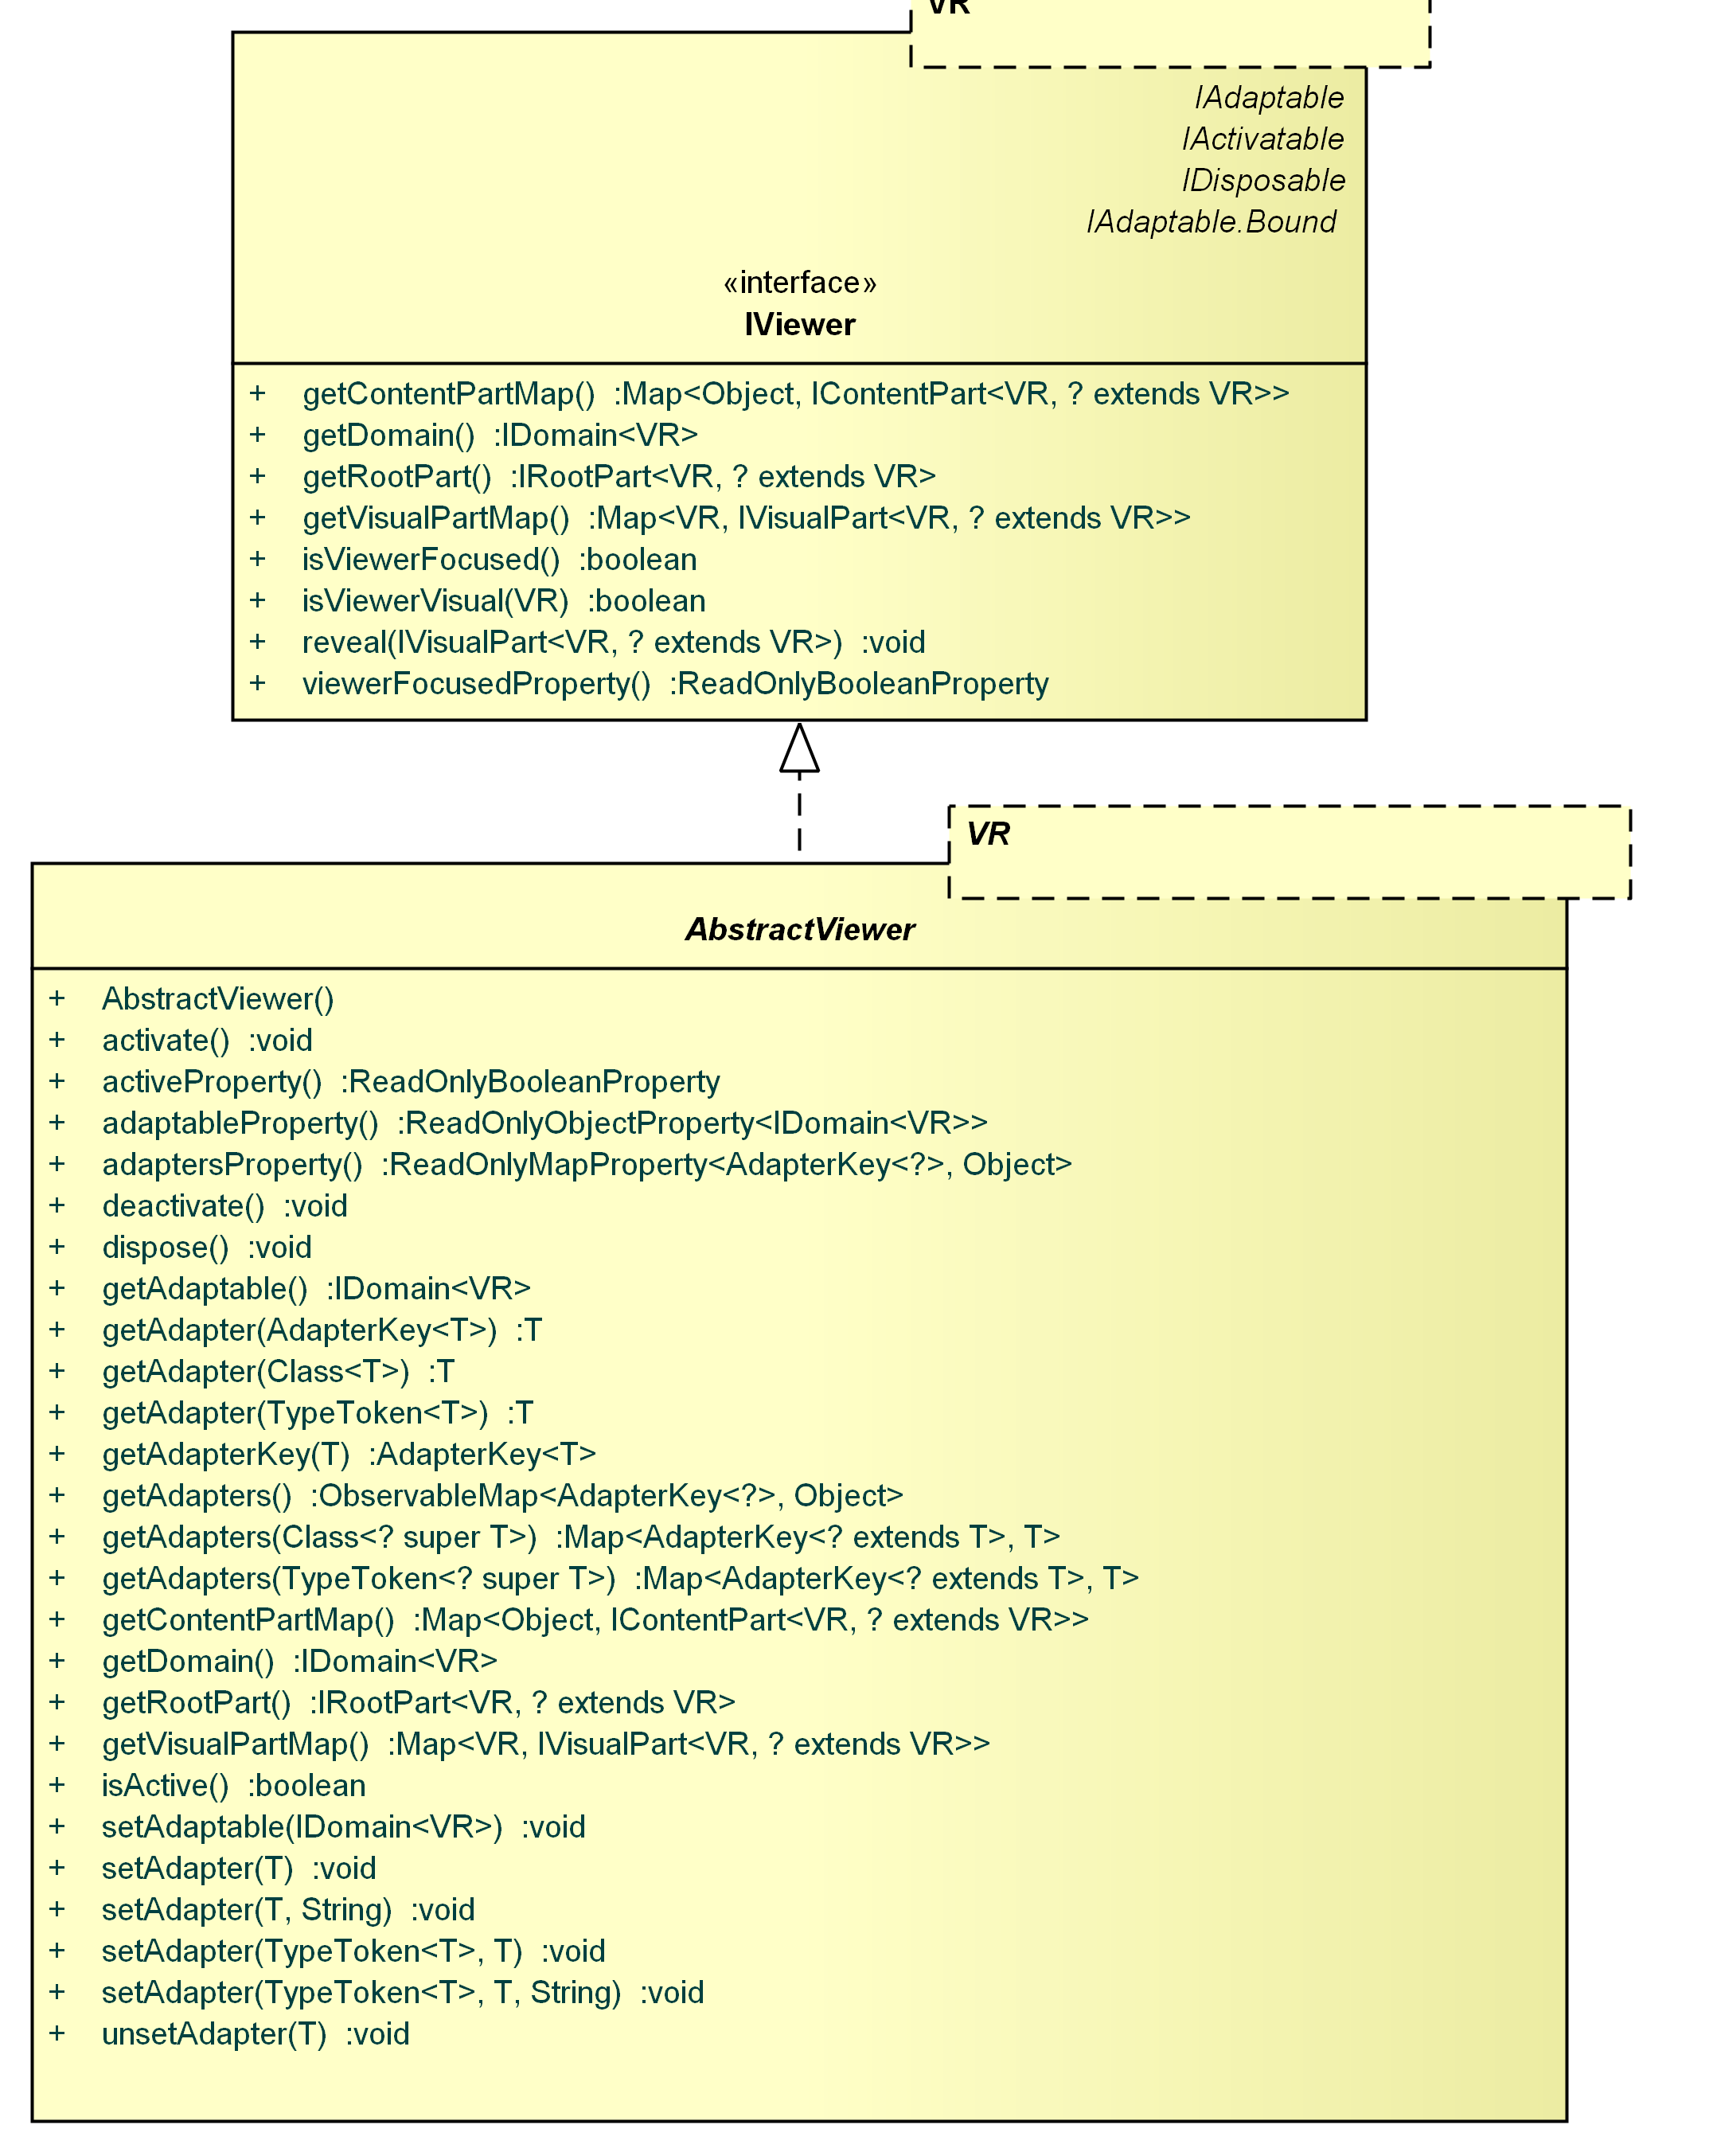 VR
IAdaptable
IActivatable
IDisposable
IAdaptable.Bound
«interface»
IViewer
+ getContentPartMap() :Map<Object, IContentPart<VR, ? extends VR>>
+ getDomain() :IDomain<VR>
+ getRootPart() :IRootPart<VR, ? extends VR>
+ getVisualPartMap() :Map<VR, IVisualPart<VR, ? extends VR>>
+ isViewerFocused() :boolean
+ isViewerVisual(VR) :boolean
+ reveal(IVisualPart<VR, ? extends VR>) :void
+ viewerFocusedProperty() :ReadOnlyBooleanProperty
VR
AbstractViewer
+ AbstractViewer()
+ activate() :void
+ activeProperty() :ReadOnlyBooleanProperty
+ adaptableProperty() :ReadOnlyObjectProperty<IDomain<VR>>
+ adaptersProperty() :ReadOnlyMapProperty<AdapterKey<?>, Object>
+ deactivate() :void
+ dispose() :void
+ getAdaptable() :IDomain<VR>
+ getAdapter(AdapterKey<T>) :T
+ getAdapter(Class<T>) :T
+ getAdapter(TypeToken<T>) :T
+ getAdapterKey(T) :AdapterKey<T>
+ getAdapters() :ObservableMap<AdapterKey<?>, Object>
+ getAdapters(Class<? super T>) :Map<AdapterKey<? extends T>, T>
+ getAdapters(TypeToken<? super T>) :Map<AdapterKey<? extends T>, T>
+ getContentPartMap() :Map<Object, IContentPart<VR, ? extends VR>>
+ getDomain() :IDomain<VR>
+ getRootPart() :IRootPart<VR, ? extends VR>
+ getVisualPartMap() :Map<VR, IVisualPart<VR, ? extends VR>>
+ isActive() :boolean
+ setAdaptable(IDomain<VR>) :void
+ setAdapter(T) :void
+ setAdapter(T, String) :void
+ setAdapter(TypeToken<T>, T) :void
+ setAdapter(TypeToken<T>, T, String) :void
+ unsetAdapter(T) :void